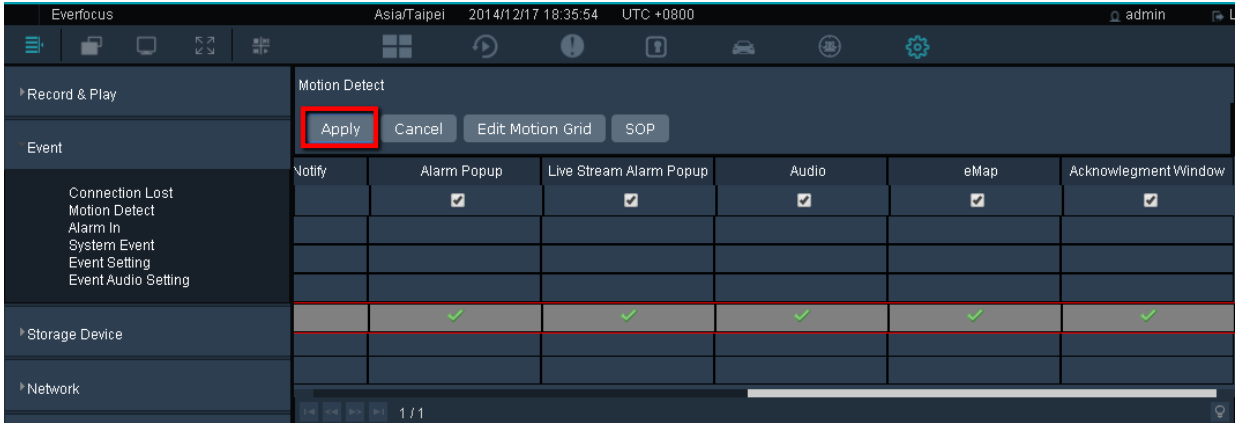 Everfocus Asia/Taipei 2014/12/17 18:35:54 UTC +0800 admin L
Record & Play
Event
Connection Lost
Motion Detect
Alarm In
System Event
Event Setting
Event Audio Setting
Storage Device
Network
Motion Detect
Apply Cancel Edit Motion Grid SOP
Notify Alarm Popup Live Stream Alarm Popup Audio eMap Acknowlegment Window
1 / 1